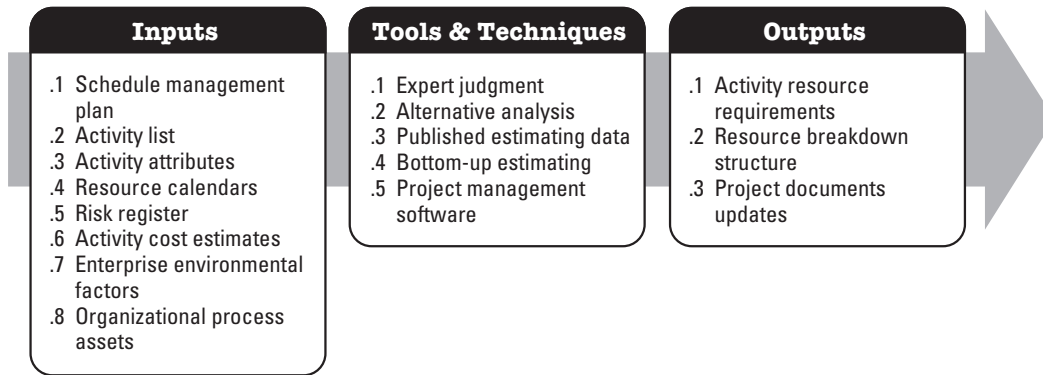 Inputs
.1 Schedule management
plan
.2 Activity list
.3 Activity attributes
.4 Resource calendars
.5 Risk register
.6 Activity cost estimates
.7 Enterprise environmental
factors
.8 Organizational process
assets
Tools & Techniques
.1 Expert judgment
.2 Alternative analysis
.3 Published estimating data
.4 Bottom-up estimating
.5 Project management
software
Outputs
.1 Activity resource
requirements
.2 Resource breakdown
structure
.3 Project documents
updates